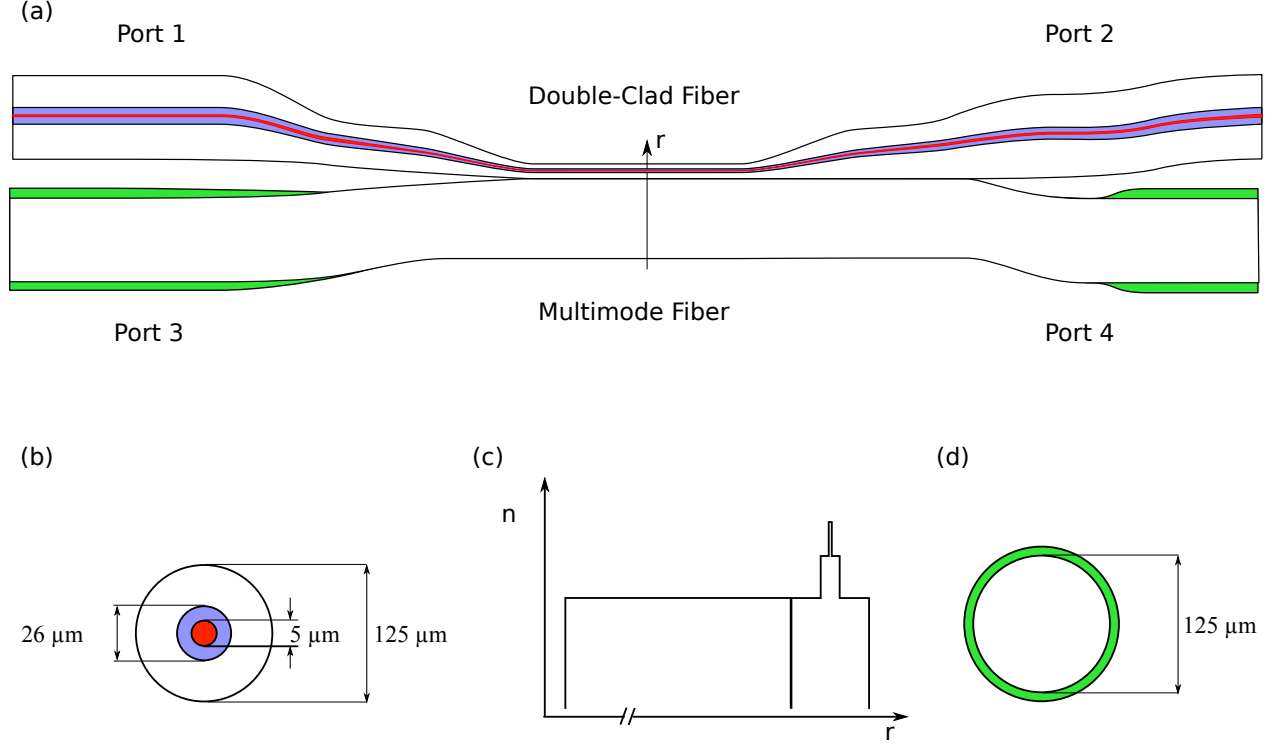 (a)
Port 1
Port 2
Double-Clad Fiber
r
Multimode Fiber
Port 3
Port 4
(b)
(c)
(d)
n
26 µm
5 µm
125 µm
125 µm
r